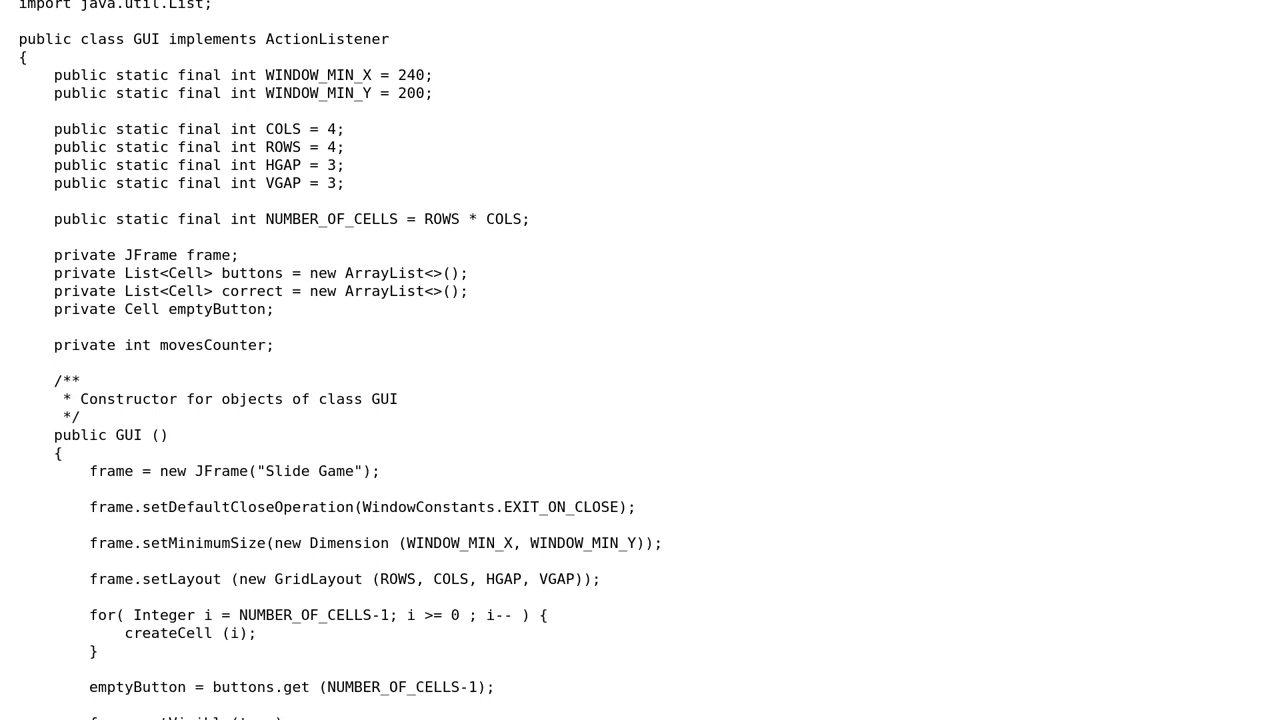 import java.util.List;
public class GUI implements ActionListener
{
public static final int WINDOW_MIN_X = 240;
public static final int WINDOW_MIN_Y = 200;
public static final int COLS = 4;
public static final int ROWS = 4;
public static final int HGAP = 3;
public static final int VGAP = 3;
public static final int NUMBER_OF_CELLS = ROWS * COLS;
private JFrame frame;
private List<Cell> buttons = new ArrayList<>();
private List<Cell> correct = new ArrayList<>();
private Cell emptyButton;
private int movesCounter;
/**
* Constructor for objects of class GUI
*/
public GUI ()
{
frame = new JFrame("Slide Game");
frame.setDefaultCloseOperation(WindowConstants.EXIT_ON_CLOSE);
frame.setMinimumSize(new Dimension (WINDOW_MIN_X, WINDOW_MIN_Y));
frame.setLayout (new GridLayout (ROWS, COLS, HGAP, VGAP));
for( Integer i = NUMBER_OF_CELLS-1; i >= 0 ; i-- ) {
createCell (i);
}
emptyButton = buttons.get (NUMBER_OF_CELLS-1);